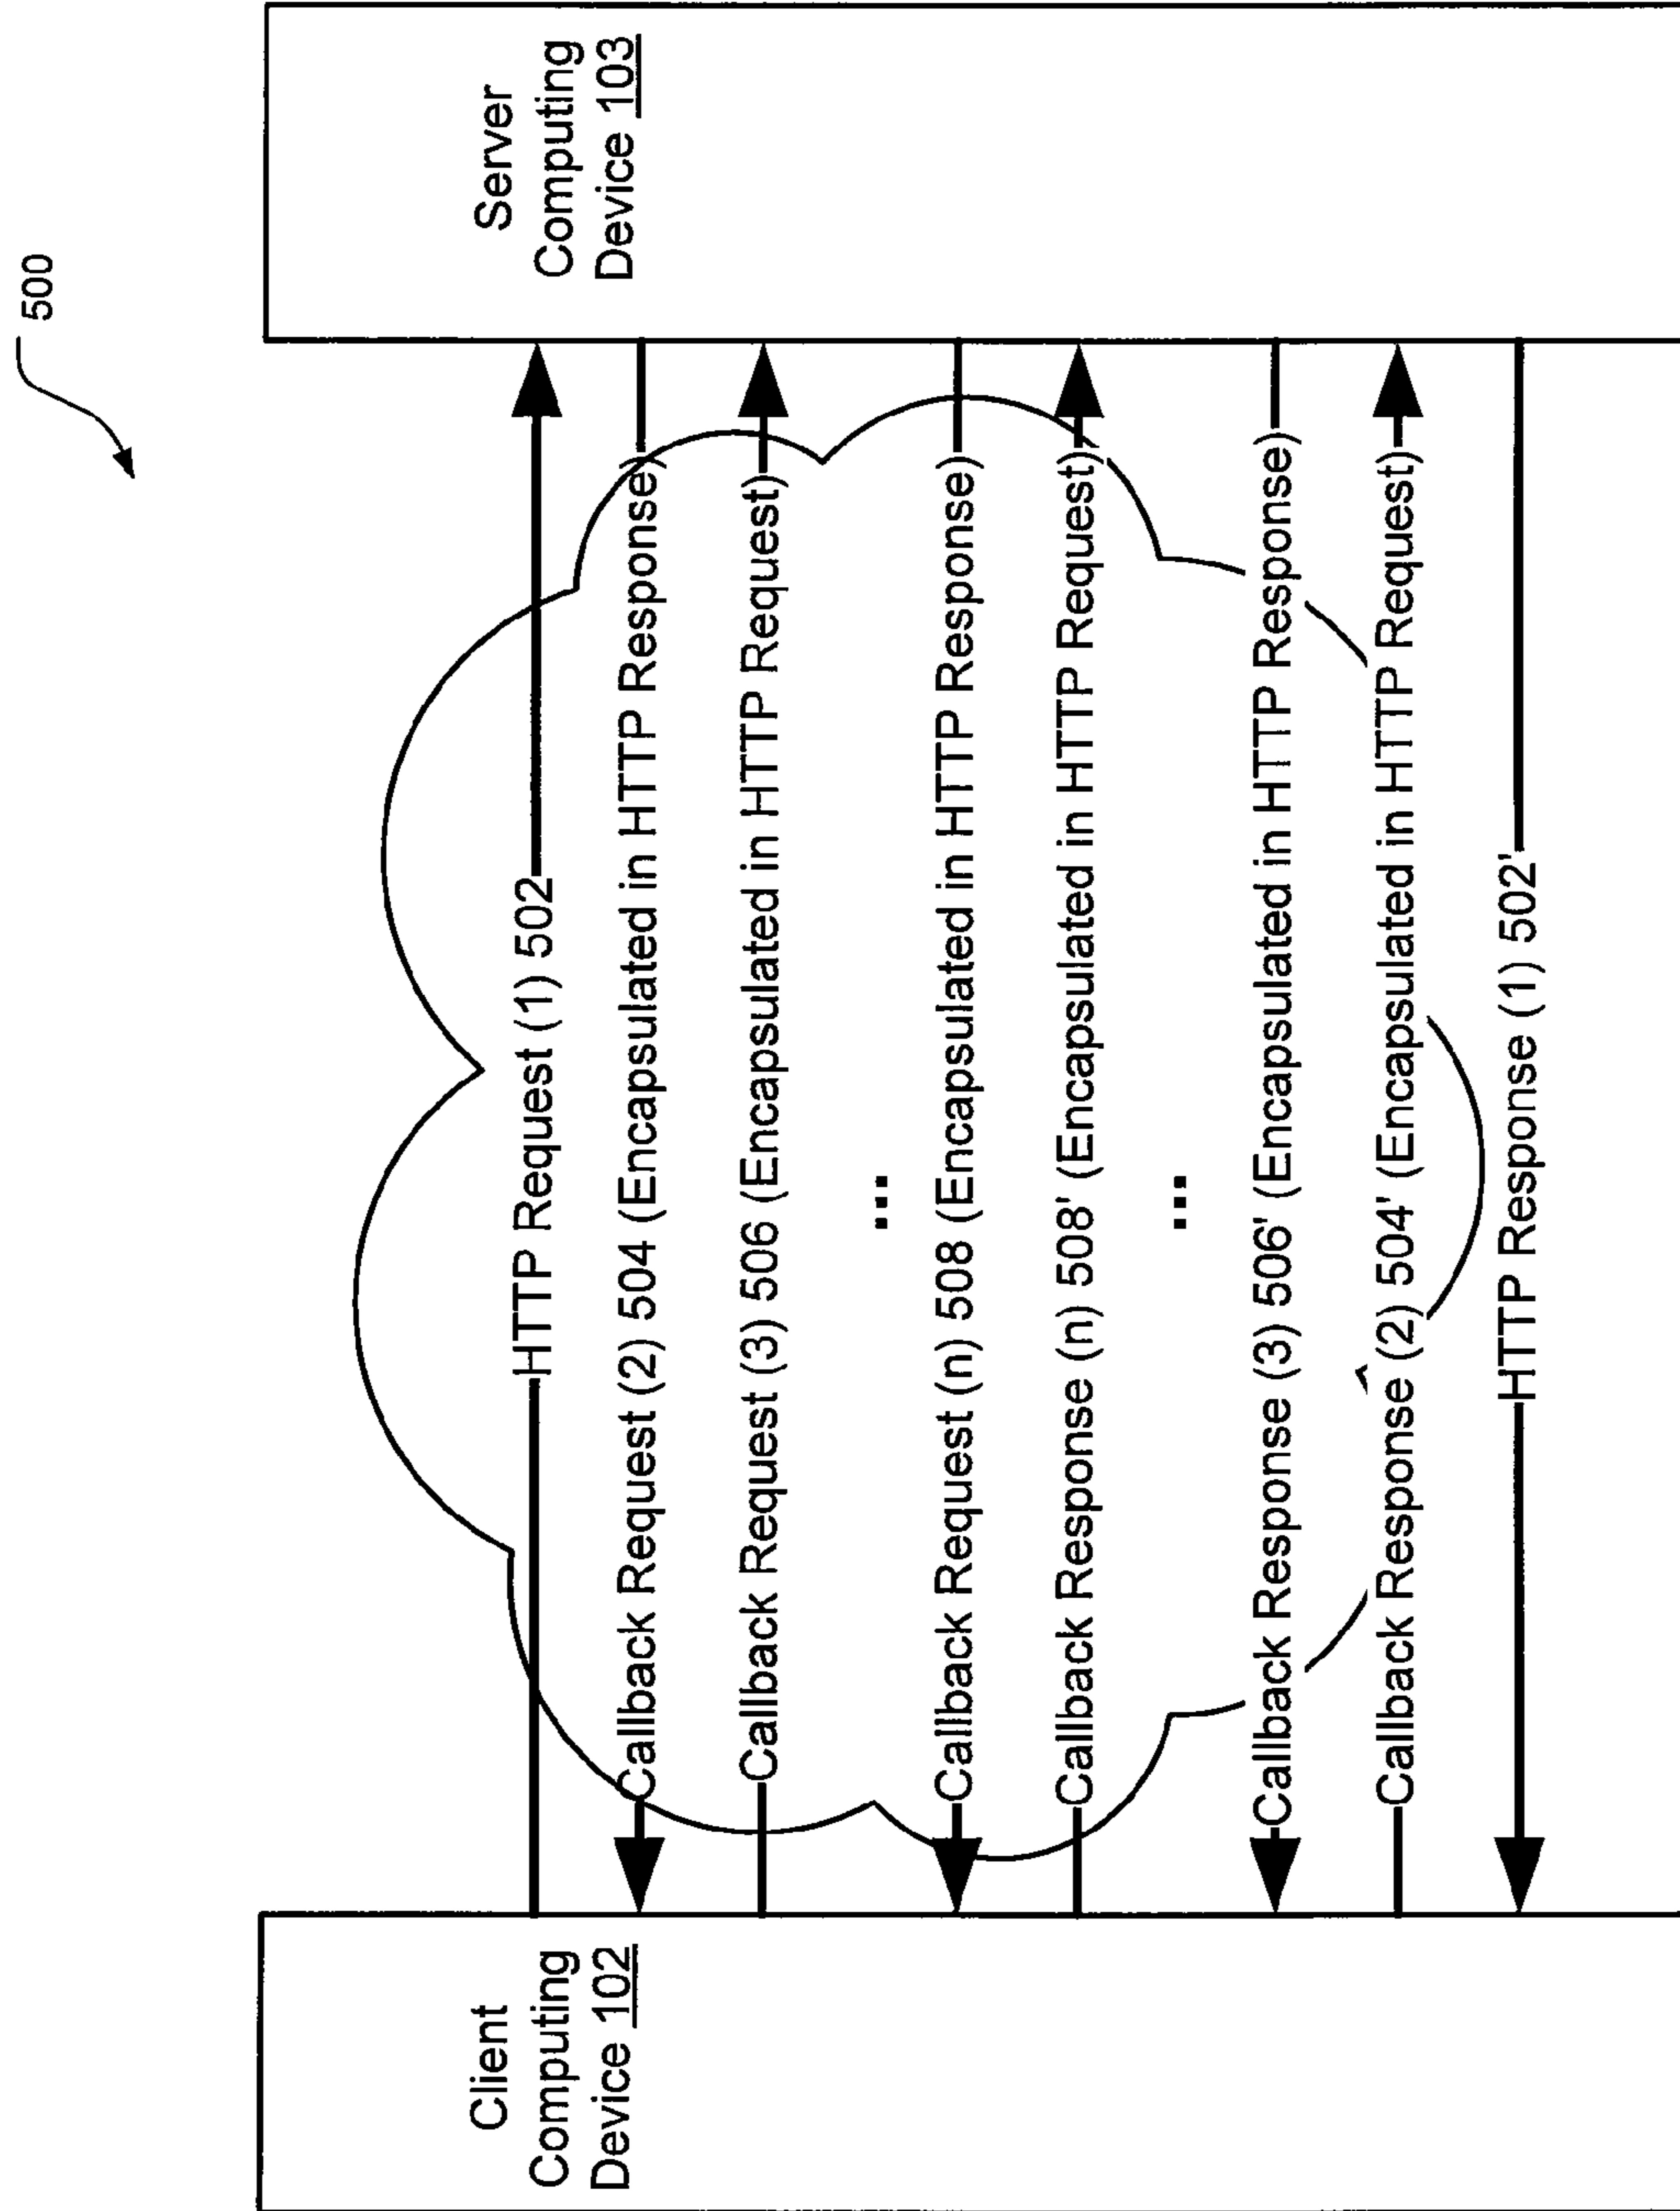 500
Client
Computing
Device 102
Server
Computing
Device 103
HTTP Request (1) 502
Callback Request (2) 504 (Encapsulated in HTTP Response)
Callback Request (3) 506 (Encapsulated in HTTP Request)
...
Callback Request (n) 508 (Encapsulated in HTTP Response)
Callback Response (n) 508' (Encapsulated in HTTP Request)
...
Callback Response (3) 506' (Encapsulated in HTTP Response)
Callback Response (2) 504' (Encapsulated in HTTP Request)
HTTP Response (1) 502'